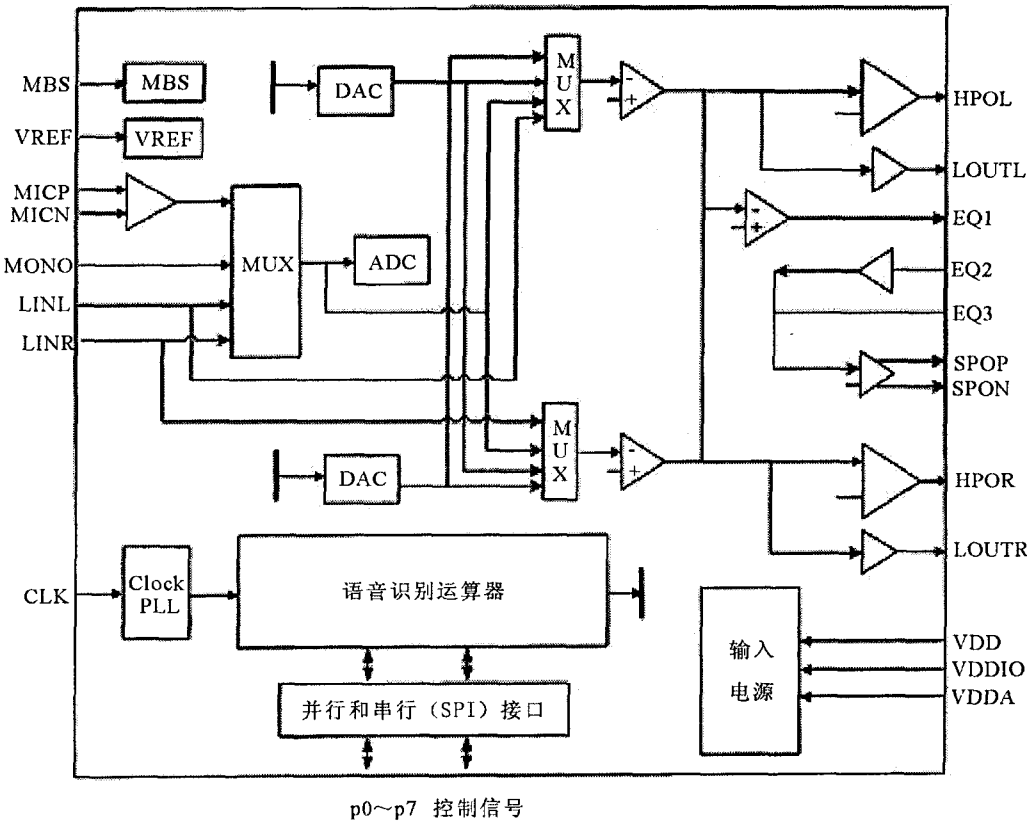 MBS
MBS
VREF
VREF
MICP
MICN
MONO
LINL
LINR
MUX
ADC
DAC
MUX
DAC
MUX
-
+
-
+
-
+
HPOL
LOUTL
EQ1
EQ2
EQ3
SPOP
SPON
HPOR
LOUTR
CLK
Clock
PLL
语音识别运算器
并行和串行（SPI）接口
输入
电源
VDD
VDDIO
VDDA
p0～p7 控制信号